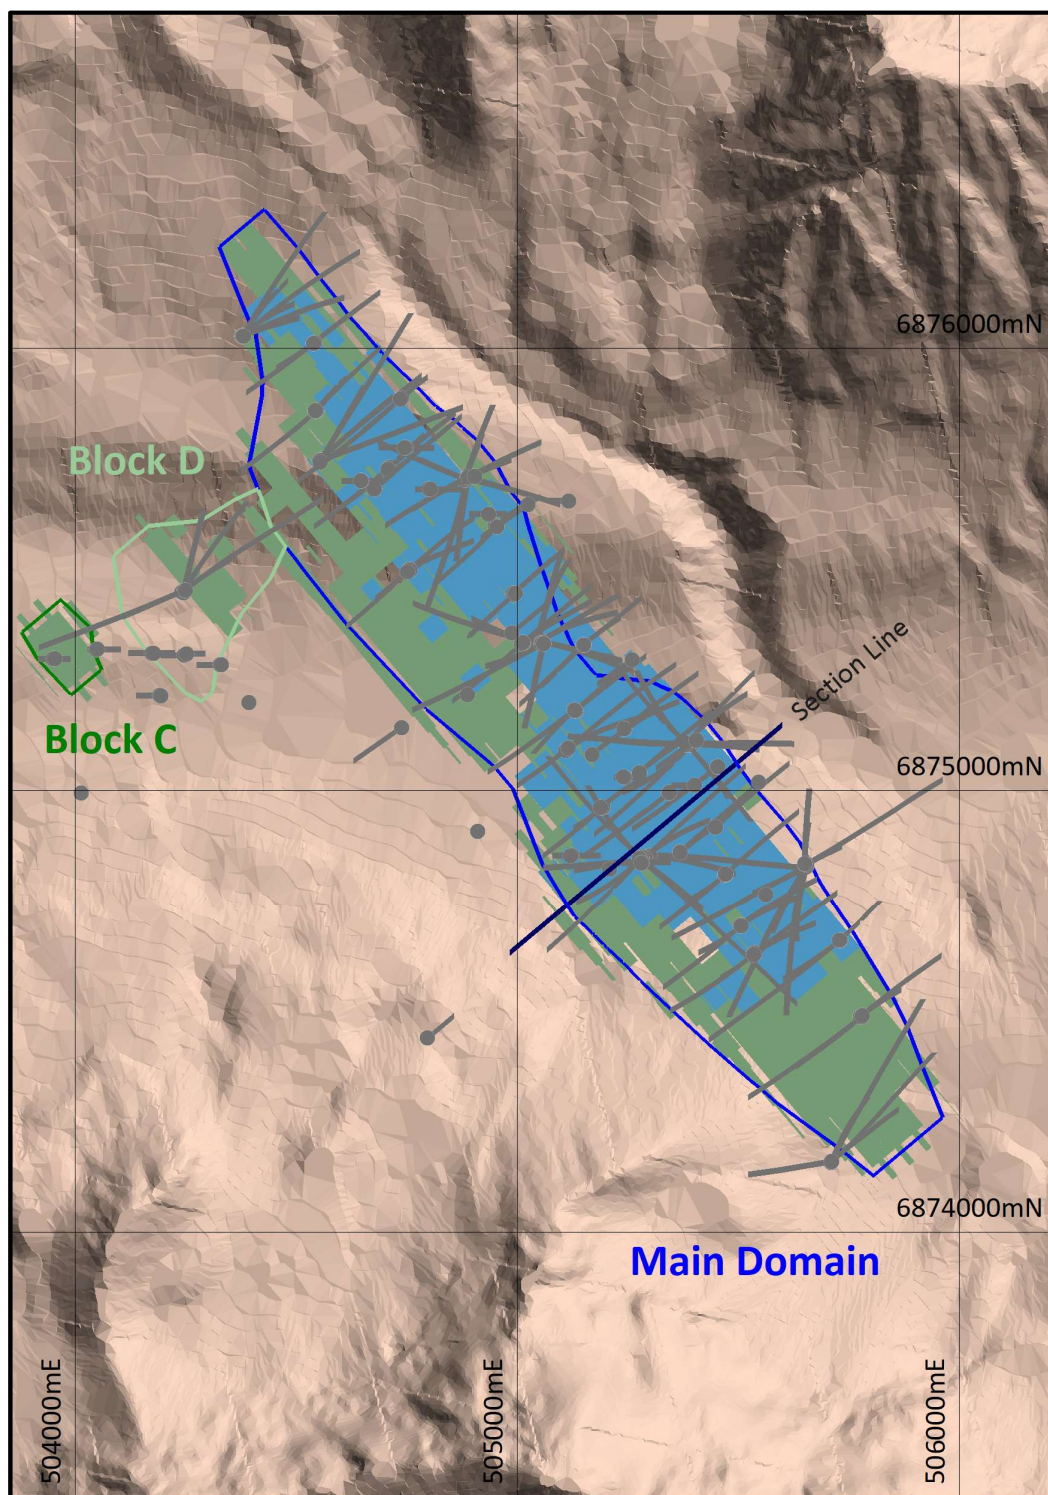 6876000mN
Block D
Section Line
Block C
6875000mN
6874000mN
Main Domain
504000mE
505000mE
506000mE